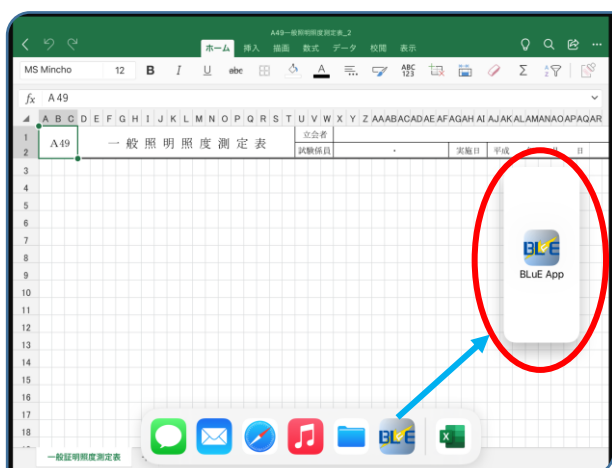 A49一般照明照度測定表_2
ホーム 挿入 描画 数式 データ 校閲 表示
MS Mincho 12 B I U abc A ABC 123 Σ
fx A 49
A B C D E F G H I J K L M N O P Q R S T U V W X Y Z AA AB AC AD AE AF AG AH AI AJ AK AL AM AN AO AP AQ AR
1 立会者
A49 一般照明照度測定表
2 試験係員 ・ 実施日 平成 日
3
4
5
6
7
8
BLuE
9
BLuE App
10
11
12
13
14
15
16
17
18
BLuE
X
一般証明照度測定表